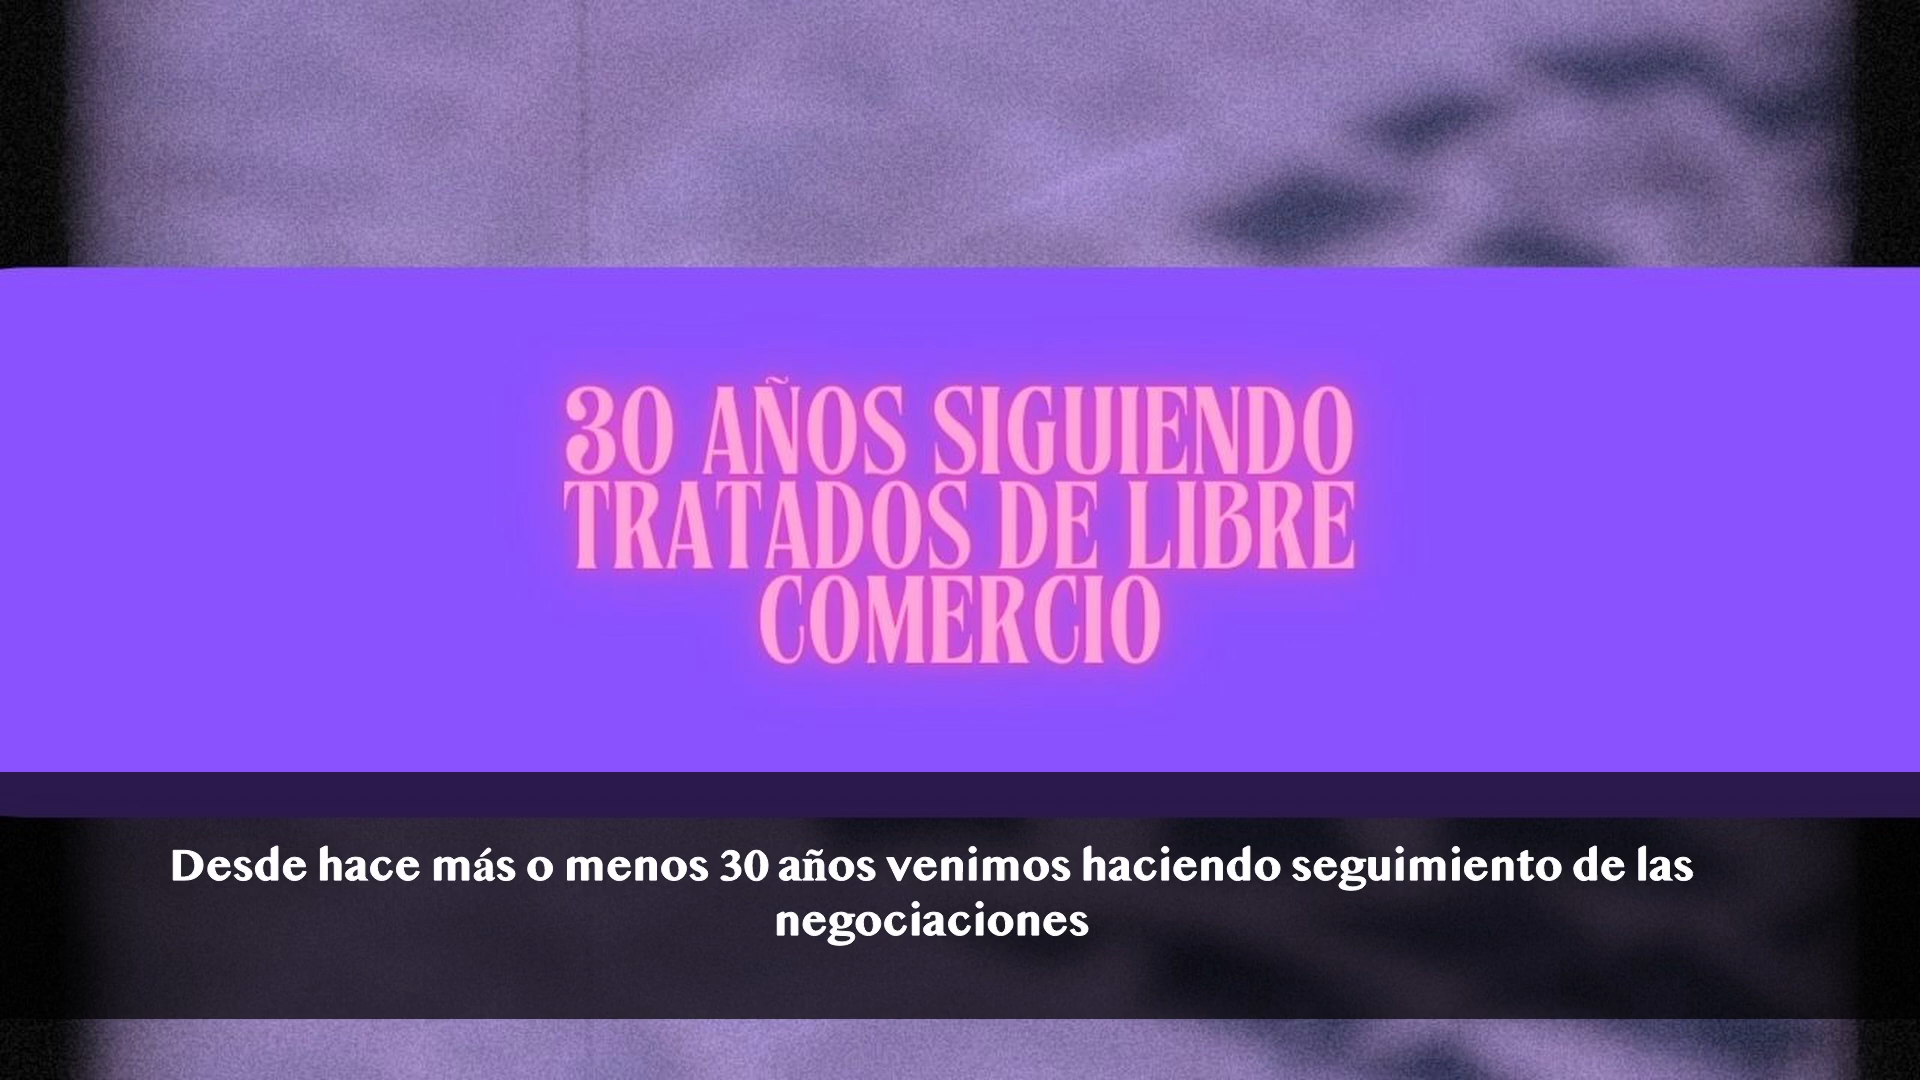 30 AÑOS SIGUIENDO
TRATADOS DE LIBRE
COMERCIO
Desde hace más o menos 30 años venimos haciendo seguimiento de las
negociaciones